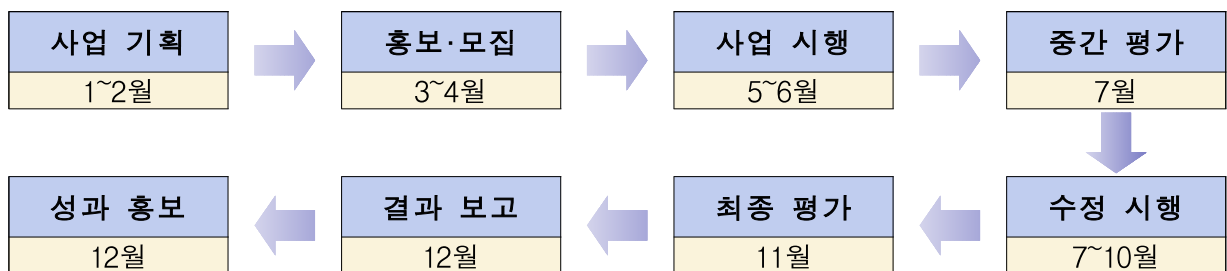 사업 기획
1~2월
홍보·모집
3~4월
사업 시행
5~6월
중간 평가
7월
수정 시행
7~10월
최종 평가
11월
결과 보고
12월
성과 홍보
12월